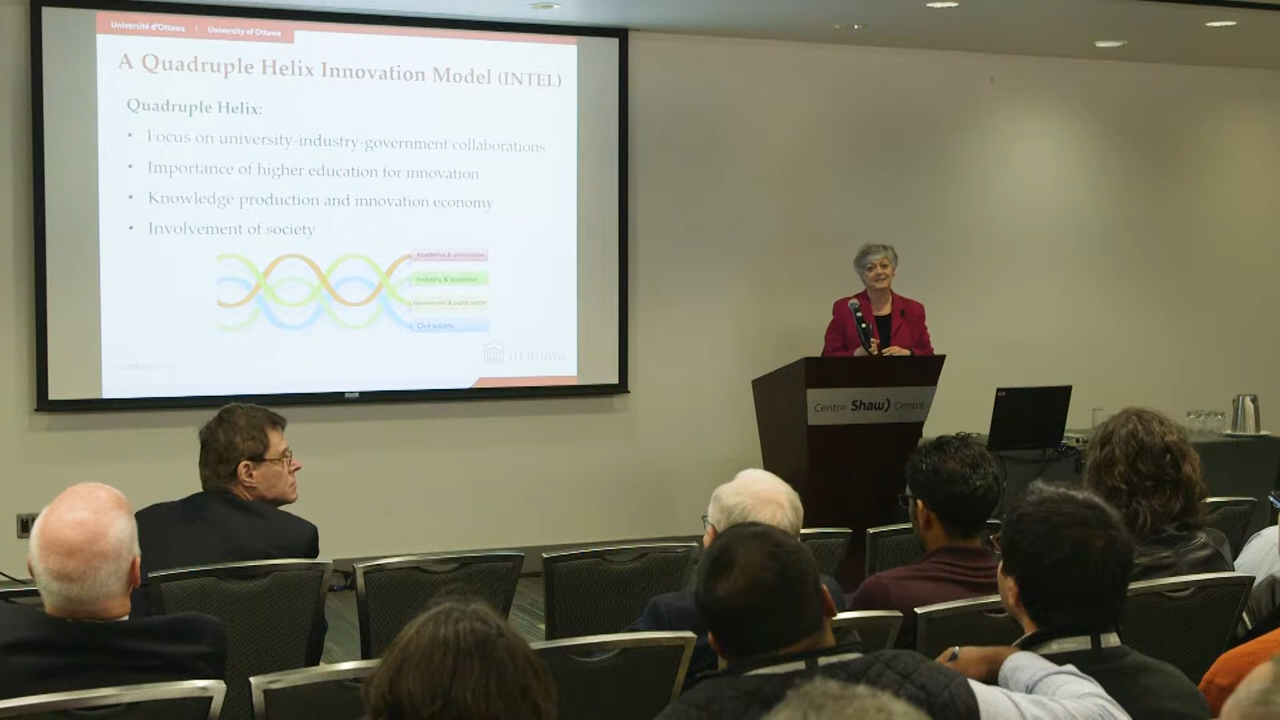 Université d'Ottawa | University of Ottawa
A Quadruple Helix Innovation Model (INTEL)
Quadruple Helix:
• Focus on university-industry-government collaborations
• Importance of higher education for innovation
• Knowledge production and innovation economy
• Involvement of society
Academia & universities
Industry & business
Government & public sector
Civil society
uOttawa
Centre Shaw) Centre